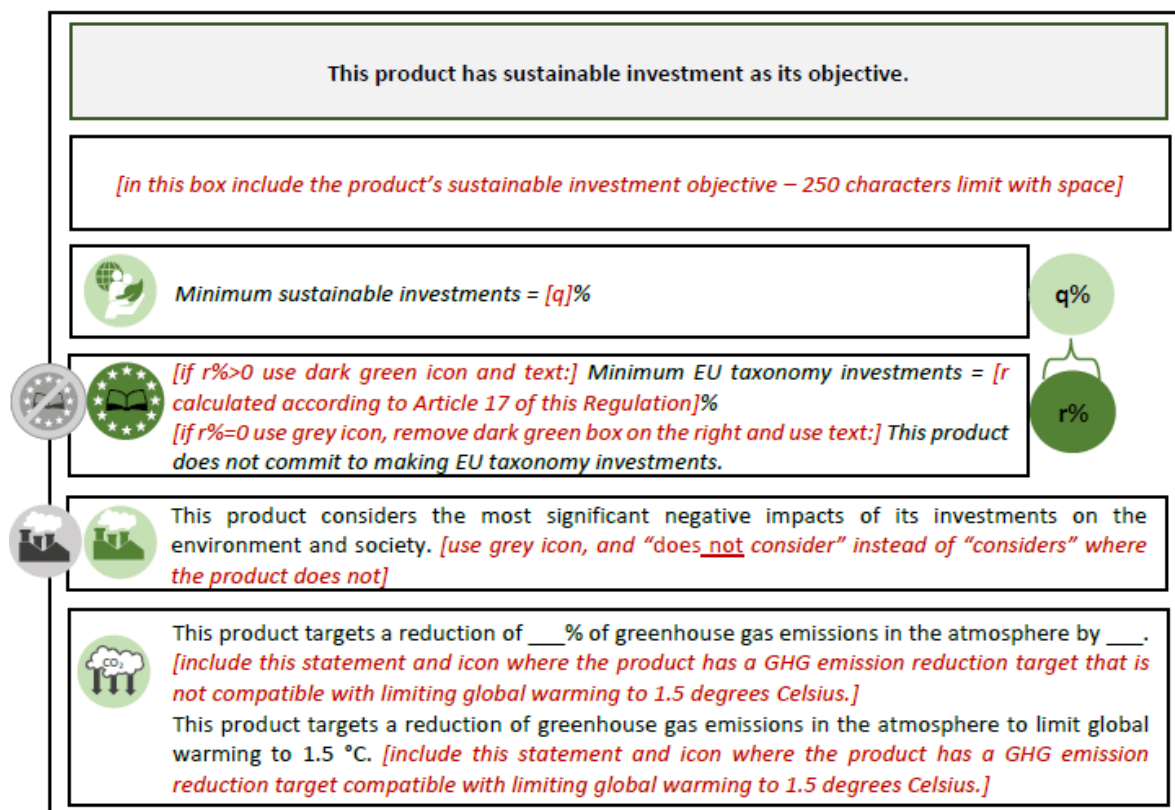 This product has sustainable investment as its objective.
[in this box include the product's sustainable investment objective – 250 characters limit with space]
Minimum sustainable investments = [q]%
q%
[if r%>0 use dark green icon and text:] Minimum EU taxonomy investments = [r
calculated according to Article 17 of this Regulation]%
[if r%=0 use grey icon, remove dark green box on the right and use text:] This product
does not commit to making EU taxonomy investments.
r%
This product considers the most significant negative impacts of its investments on the
environment and society. [use grey icon, and “does not consider” instead of “considers” where
the product does not]
CO₂
This product targets a reduction of ___% of greenhouse gas emissions in the atmosphere by ___.
[include this statement and icon where the product has a GHG emission reduction target that is
not compatible with limiting global warming to 1.5 degrees Celsius.]
This product targets a reduction of greenhouse gas emissions in the atmosphere to limit global
warming to 1.5 °C. [include this statement and icon where the product has a GHG emission
reduction target compatible with limiting global warming to 1.5 degrees Celsius.]